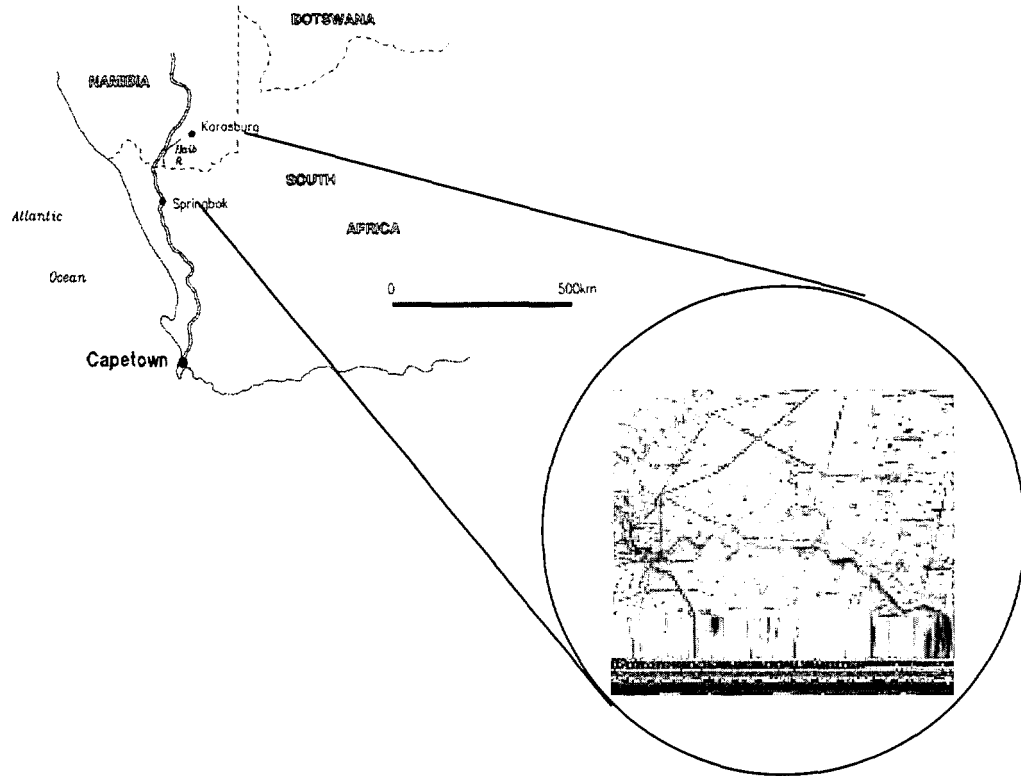 BOTSWANA
NAMIBIA
Karasburg
Haib
R.
SOUTH
Springbok
Atlantic
AFRICA
Ocean
0 500km
Capetown